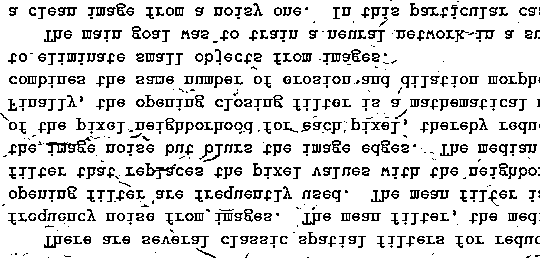 There are several classic spatial filters for reduc
frequency noise from images. The mean filter, the medi
opening filter are frequently used. The mean filter is
filter that replaces the pixel values with the neighbor
the image noise but blurs the image edges. The median
of the pixel neighborhood for each pixel, thereby reduc
Finally, the opening closing filter is a mathematical m
combines the same number of erosion and dilation morpho
to eliminate small objects from images.
The main goal was to train a neural network in a su
a clean image from a noisy one. In this particular cas